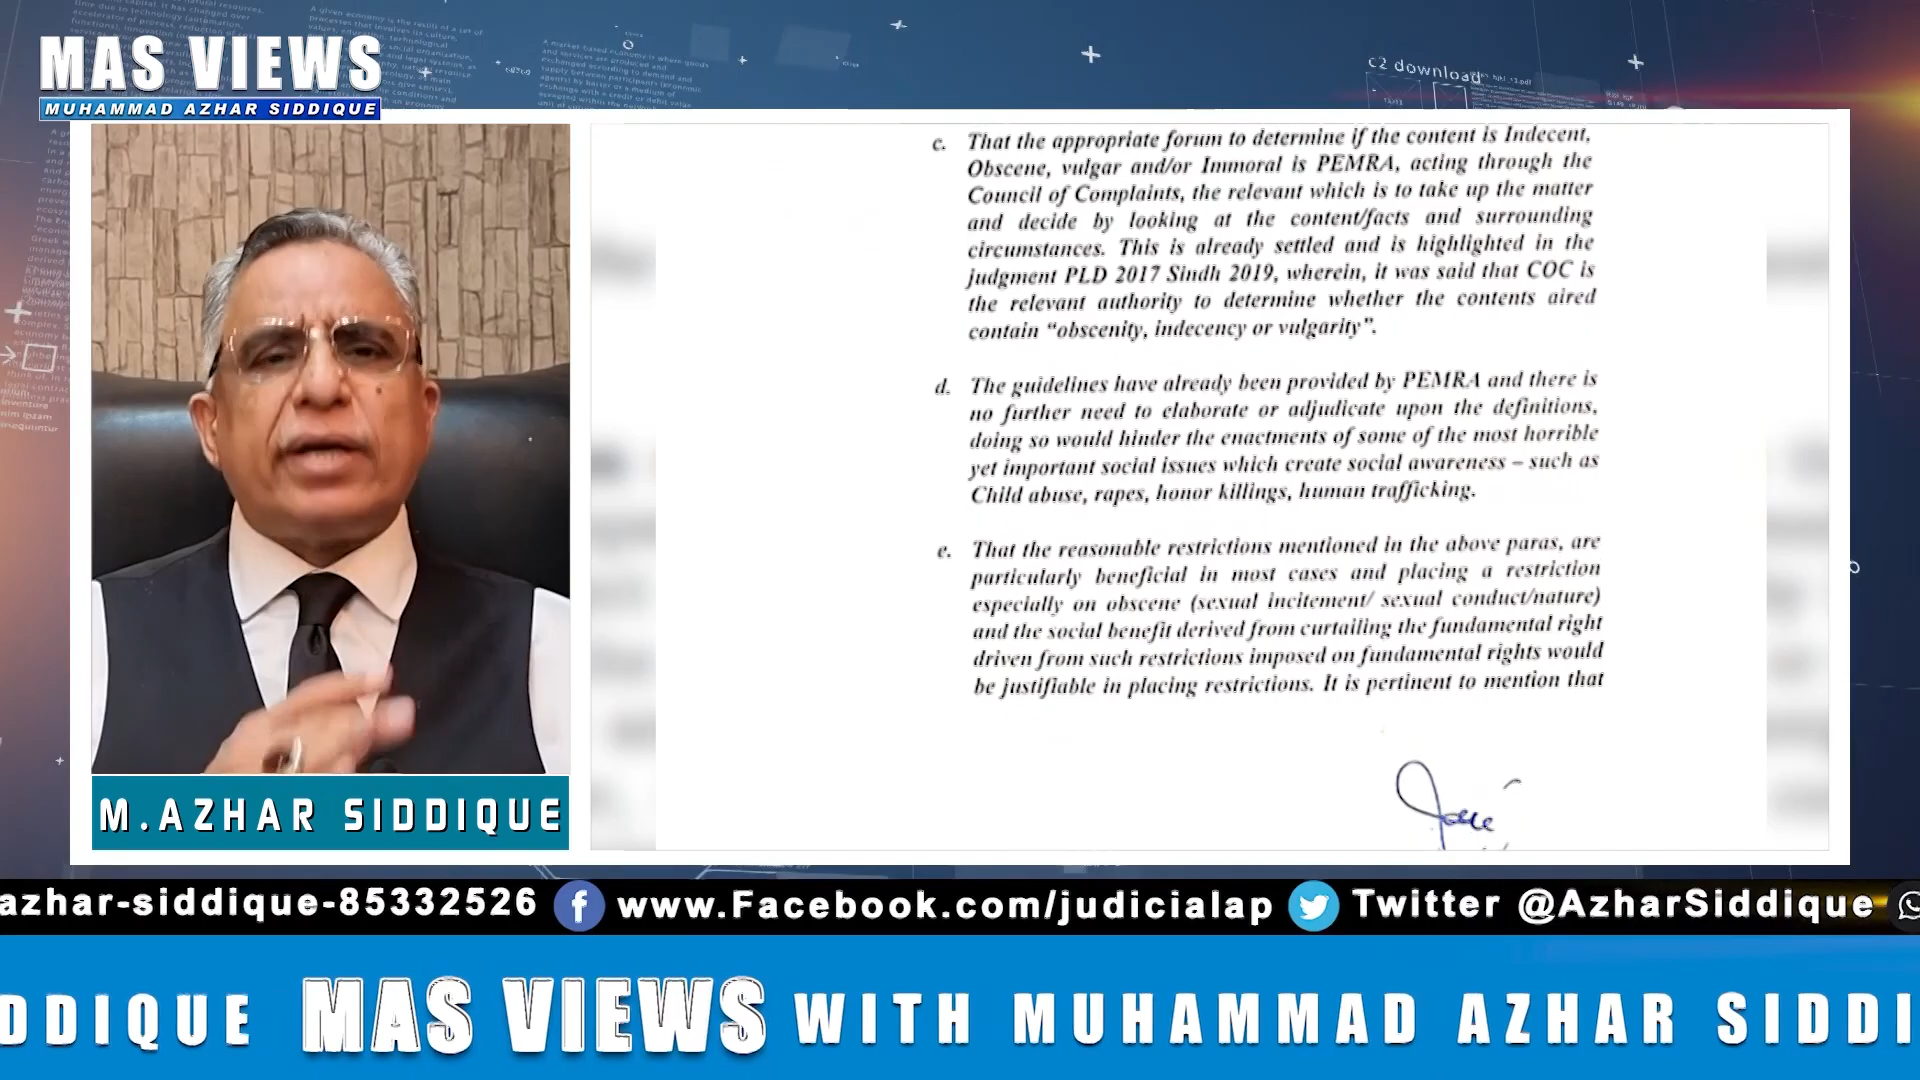 MAS VIEWS
MUHAMMAD AZHAR SIDDIQUE
c2 download
c. That the appropriate forum to determine if the content is Indecent,
Obscene, vulgar and/or Immoral is PEMRA, acting through the
Council of Complaints, the relevant which is to take up the matter
and decide by looking at the content/facts and surrounding
circumstances. This is already settled and is highlighted in the
judgment PLD 2017 Sindh 2019, wherein, it was said that COC is
the relevant authority to determine whether the contents aired
contain “obscenity, indecency or vulgarity”.
d. The guidelines have already been provided by PEMRA and there is
no further need to elaborate or adjudicate upon the definitions,
doing so would hinder the enactments of some of the most horrible
yet important social issues which create social awareness – such as
Child abuse, rapes, honor killings, human trafficking.
e. That the reasonable restrictions mentioned in the above paras, are
particularly beneficial in most cases and placing a restriction
especially on obscene (sexual incitement/ sexual conduct/nature)
and the social benefit derived from curtailing the fundamental right
driven from such restrictions imposed on fundamental rights would
be justifiable in placing restrictions. It is pertinent to mention that
M.AZHAR SIDDIQUE
azhar-siddique-85332526 www.Facebook.com/judicialap Twitter @AzharSiddique
DDIQUE MAS VIEWS WITH MUHAMMAD AZHAR SIDDI